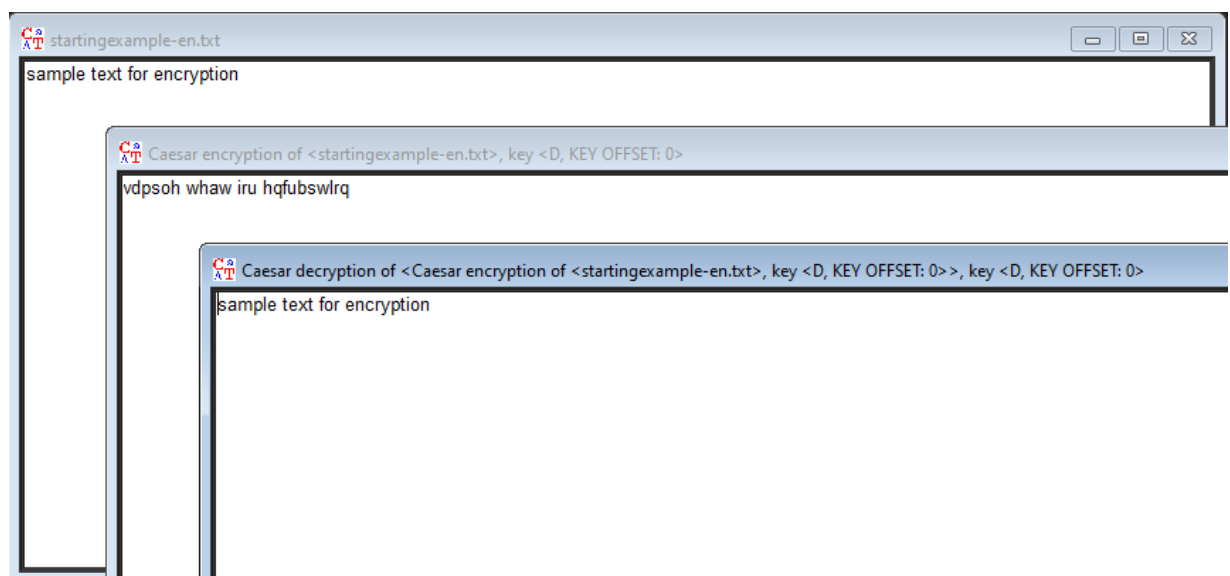 startingexample-en.txt
sample text for encryption
Caesar encryption of <startingexample-en.txt>, key <D, KEY OFFSET: 0>
vdpsoh whaw iru hqfubswlrq
Caesar decryption of <Caesar encryption of <startingexample-en.txt>, key <D, KEY OFFSET: 0>>, key <D, KEY OFFSET: 0>
sample text for encryption